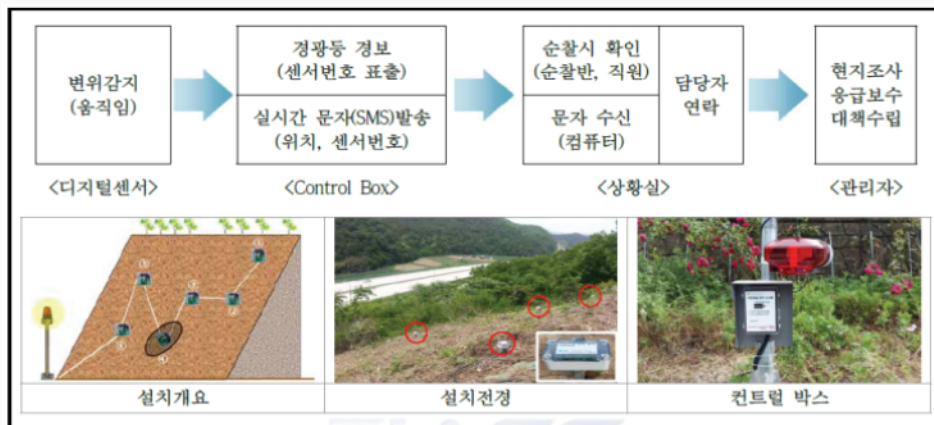 변위감지
(움직임)
경광등 경보
(센서번호 표출)
실시간 문자(SMS)발송
(위치, 센서번호)
순찰시 확인
(순찰반, 직원)
문자 수신
(컴퓨터)
담당자
연락
현지조사
응급보수
대책수립
<디지털센서>
<Control Box>
<상황실>
<관리자>
설치개요
설치전경
컨트럴 박스